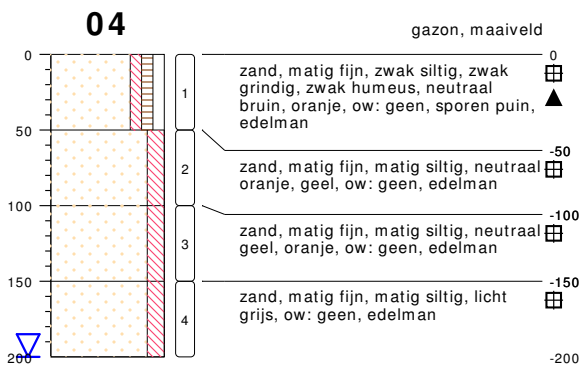 04
gazon, maaiveld
0
50
100
150
200
1
2
3
4
zand, matig fijn, zwak siltig, zwak
grindig, zwak humeus, neutraal
bruin, oranje, ow: geen, sporen puin,
edelman
zand, matig fijn, matig siltig, neutraal
oranje, geel, ow: geen, edelman
zand, matig fijn, matig siltig, neutraal
geel, oranje, ow: geen, edelman
zand, matig fijn, matig siltig, licht
grijs, ow: geen, edelman
0
-50
-100
-150
-200